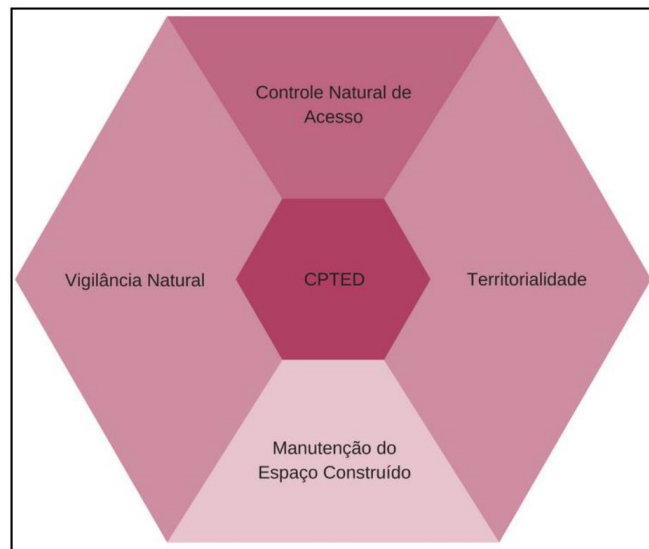 Controle Natural de
Acesso
Vigilância Natural
CPTED
Territorialidade
Manutenção do
Espaço Construído